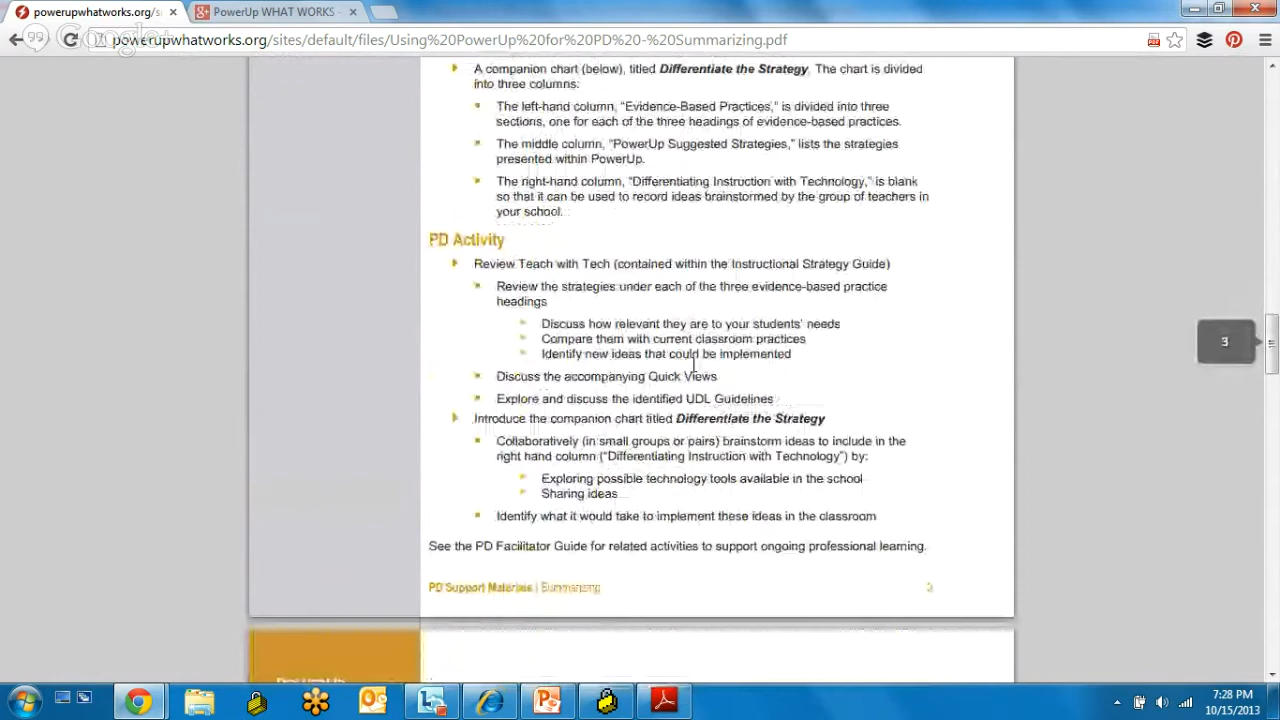 powerupwhatworks.org/s
PowerUp WHAT WORKS -
Google+
powerupwhatworks.org/sites/default/files/Using%20PowerUp%20for%20PD%20-%20Summarizing.pdf
A companion chart (below), titled Differentiate the Strategy. The chart is divided
into three columns:
The left-hand column, “Evidence-Based Practices,” is divided into three
sections, one for each of the three headings of evidence-based practices.
The middle column, “PowerUp Suggested Strategies,” lists the strategies
presented within PowerUp.
The right-hand column, “Differentiating Instruction with Technology,” is blank
so that it can be used to record ideas brainstormed by the group of teachers in
your school.
PD Activity
Review Teach with Tech (contained within the Instructional Strategy Guide)
Review the strategies under each of the three evidence-based practice
headings
Discuss how relevant they are to your students’ needs
Compare them with current classroom practices
Identify new ideas that could be implemented
Discuss the accompanying Quick Views
Explore and discuss the identified UDL Guidelines
Introduce the companion chart titled Differentiate the Strategy
Collaboratively (in small groups or pairs) brainstorm ideas to include in the
right hand column (“Differentiating Instruction with Technology”) by:
Exploring possible technology tools available in the school
Sharing ideas
Identify what it would take to implement these ideas in the classroom
See the PD Facilitator Guide for related activities to support ongoing professional learning.
PD Support Materials | Summarizing
3
7:28 PM
10/15/2013